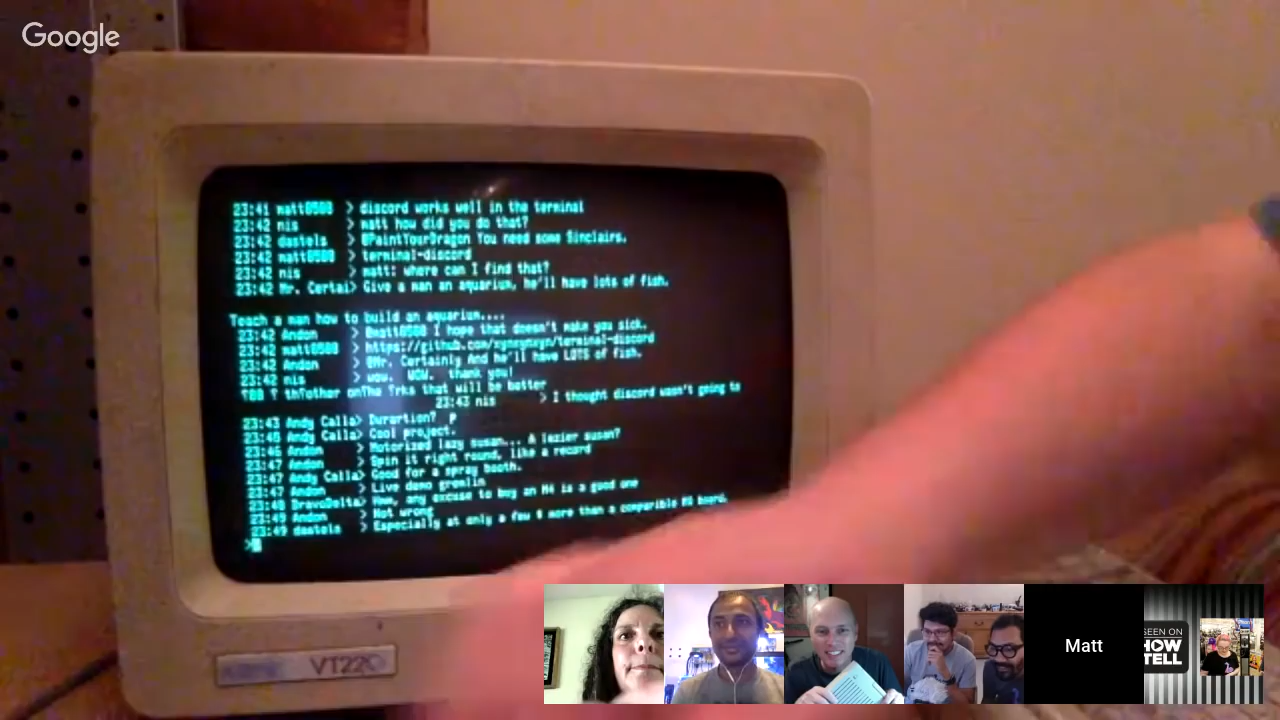 Google
23:41 matt0500 > discord works well in the terminal
23:42 nis > matt how did you do that?
23:42 dastels > @PaintYourDragon You need some Sinclairs.
23:42 matt0500 > terminal-discord
23:42 nis > matt: where can I find that?
23:42 Mr. Certai> Give a man an aquarium, he'll have lots of fish.
Teach a man how to build an aquarium....
23:42 Andon > @matt0500 I hope that doesn't make you sick.
23:42 matt0500 > https://github.com/xynxynxyn/terminal-discord
23:42 Andon > @Mr. Certainly And he'll have LOTS of fish.
23:42 nis > wow. WOW. thank you!
that will be better
23:43 nis > I thought discord wasn't going to
23:43 Andy Calla> Durartion? P
23:45 Andy Calla> Cool project.
23:46 Andon > Motorized lazy susan... A lazier susan?
23:47 Andon > Spin it right round, like a record
23:47 Andy Calla> Good for a spray booth.
23:47 Andon > Live demo gremlin
23:48 BravoDelta> Hmm, any excuse to buy an M4 is a good one
23:49 Andon > Not wrong
23:49 dastels > Especially at only a few $ more than a comparible M0 board.
>
VT220
Matt
SEEN ON
HOW
TELL